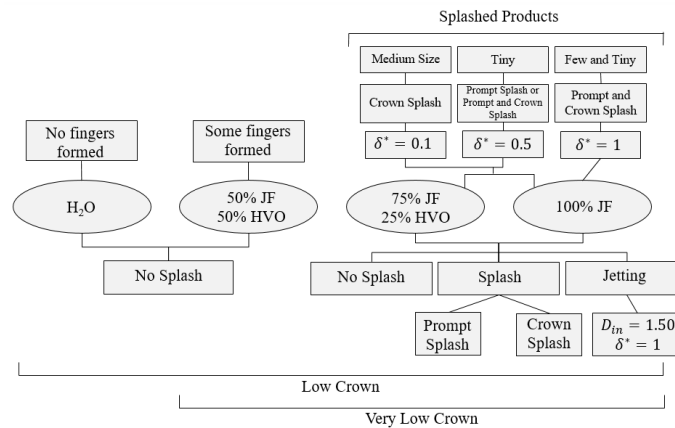 Splashed Products
Medium Size
Tiny
Few and Tiny
Crown Splash
Prompt Splash or
Prompt and Crown
Splash
Prompt and
Crown Splash
No fingers
formed
Some fingers
formed
δ* = 0.1
δ* = 0.5
δ* = 1
H₂O
50% JF
50% HVO
75% JF
25% HVO
100% JF
No Splash
No Splash
Splash
Jetting
Prompt
Splash
Crown
Splash
D_in = 1.50
δ* = 1
Low Crown
Very Low Crown